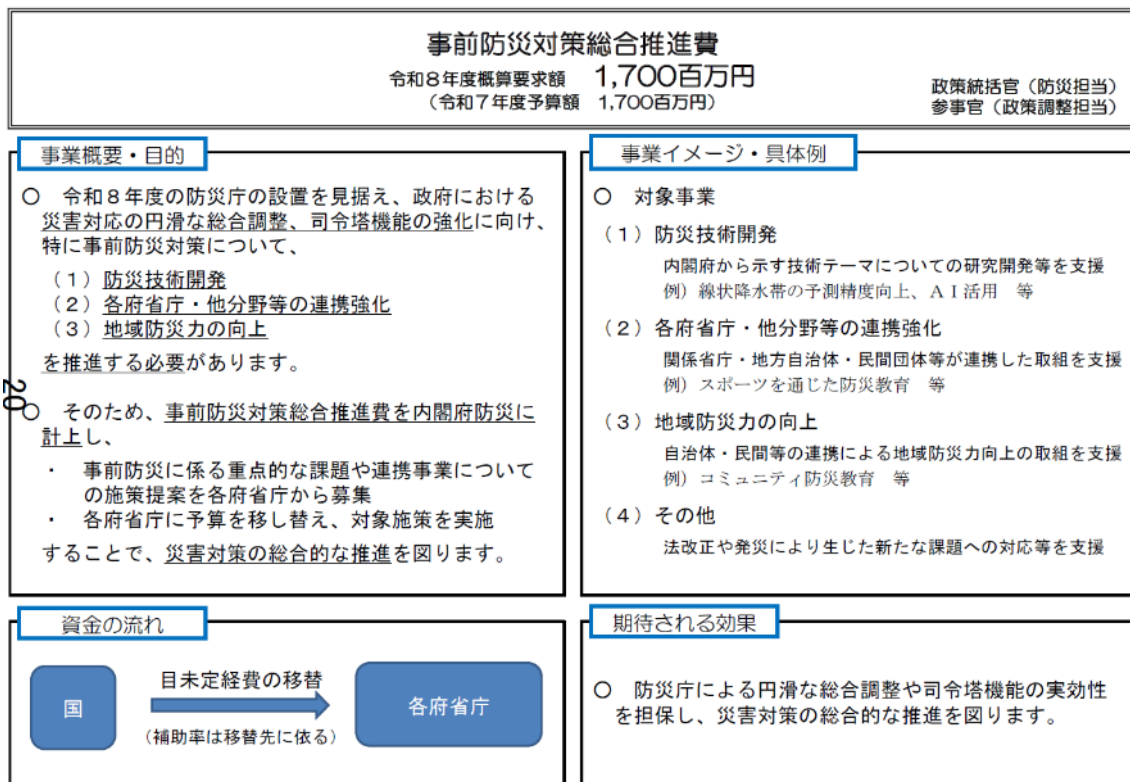 事前防災対策総合推進費
令和８年度概算要求額　1,700百万円
（令和７年度予算額　1,700百万円）
政策統括官（防災担当）
参事官（政策調整担当）
事業概要・目的
○　令和８年度の防災庁の設置を見据え、政府における
災害対応の円滑な総合調整、司令塔機能の強化に向け、
特に事前防災対策について、
（１）防災技術開発
（２）各府省庁・他分野等の連携強化
（３）地域防災力の向上
を推進する必要があります。
20
○　そのため、事前防災対策総合推進費を内閣府防災に
計上し、
・　事前防災に係る重点的な課題や連携事業について
の施策提案を各府省庁から募集
・　各府省庁に予算を移し替え、対象施策を実施
することで、災害対策の総合的な推進を図ります。
事業イメージ・具体例
○　対象事業
（１）防災技術開発
内閣府から示す技術テーマについての研究開発等を支援
例）線状降水帯の予測精度向上、ＡＩ活用　等
（２）各府省庁・他分野等の連携強化
関係省庁・地方自治体・民間団体等が連携した取組を支援
例）スポーツを通じた防災教育　等
（３）地域防災力の向上
自治体・民間等の連携による地域防災力向上の取組を支援
例）コミュニティ防災教育　等
（４）その他
法改正や発災により生じた新たな課題への対応等を支援
資金の流れ
国
目未定経費の移替
（補助率は移替先に依る）
各府省庁
期待される効果
○　防災庁による円滑な総合調整や司令塔機能の実効性
を担保し、災害対策の総合的な推進を図ります。